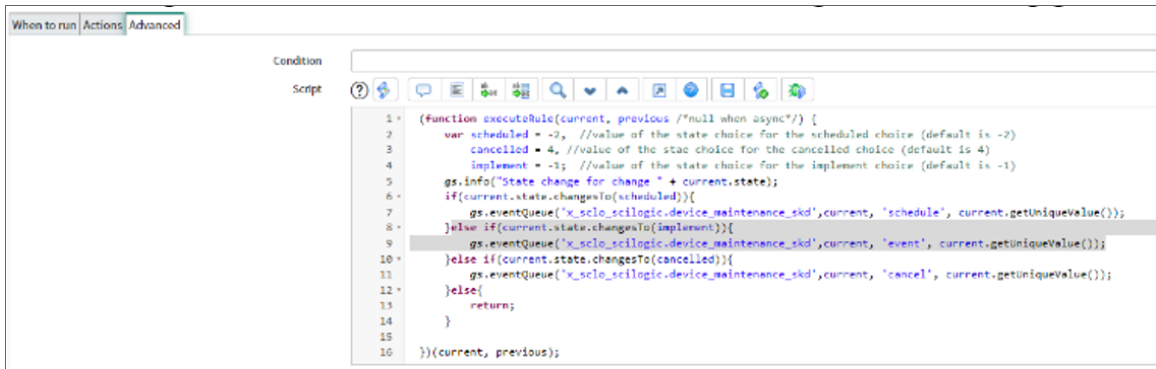 When to run Actions Advanced
Condition
Script
1 (function executeRule(current, previous /*null when async*/) {
2 var scheduled = -2, //value of the state choice for the scheduled choice (default is -2)
3 cancelled = 4, //value of the stae choice for the cancelled choice (default is 4)
4 implement = -1; //value of the state choice for the implement choice (default is -1)
5 gs.info("State change for change " + current.state);
6 if(current.state.changesTo(scheduled)){
7 gs.eventQueue('x_sclo_scilogic.device_maintenance_skd',current, 'schedule', current.getUniqueValue());
8 }else if(current.state.changesTo(implement)){
9 gs.eventQueue('x_sclo_scilogic.device_maintenance_skd',current, 'event', current.getUniqueValue());
10 }else if(current.state.changesTo(cancelled)){
11 gs.eventQueue('x_sclo_scilogic.device_maintenance_skd',current, 'cancel', current.getUniqueValue());
12 }else{
13 return;
14 }
15
16 })(current, previous);